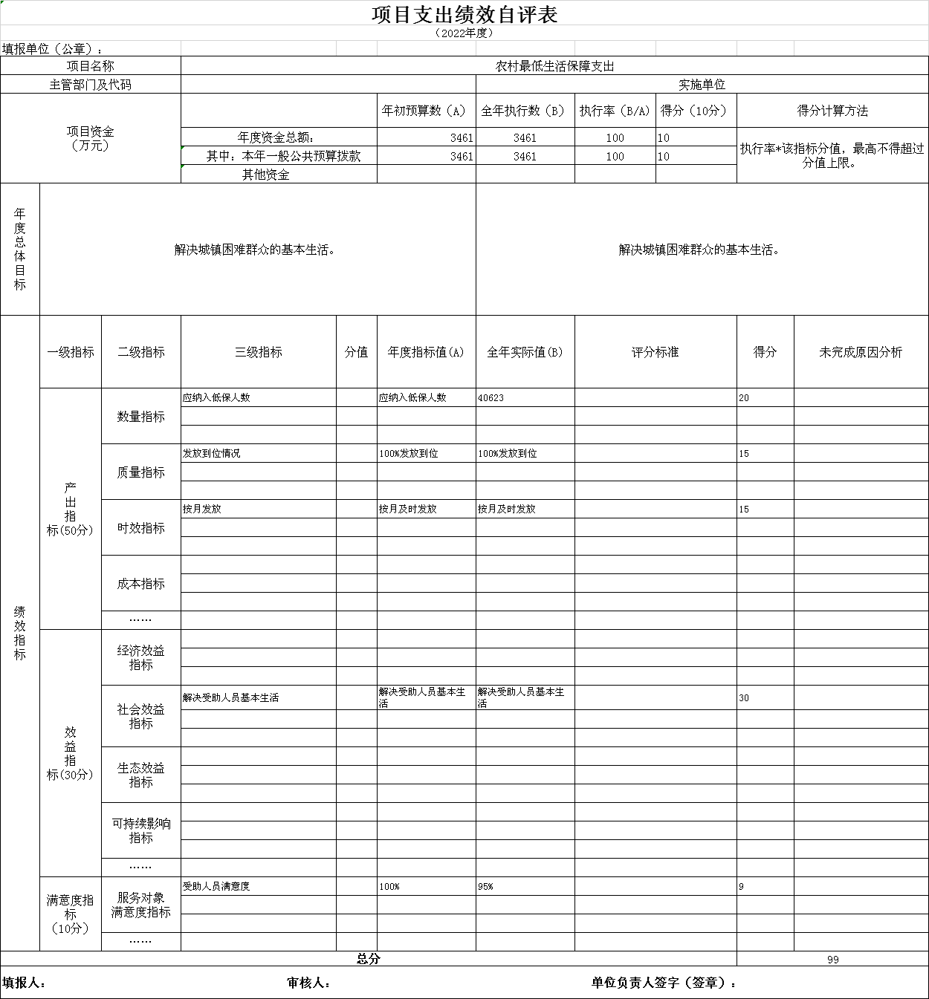 项目支出绩效自评表
（2022年度）
填报单位（公章）：
项目名称 农村最低生活保障支出
主管部门及代码 实施单位
项目资金
（万元）
年初预算数（A） 全年执行数（B） 执行率（B/A） 得分（10分） 得分计算方法
年度资金总额： 3461 3461 100 10
其中：本年一般公共预算拨款 3461 3461 100 10
其他资金
执行率*该指标分值，最高不得超过
分值上限。
年
度
总
体
目
标
解决城镇困难群众的基本生活。 解决城镇困难群众的基本生活。
绩
效
指
标
一级指标 二级指标 三级指标 分值 年度指标值(A) 全年实际值(B) 评分标准 得分 未完成原因分析
产
出
指
标(50分)
数量指标
应纳入低保人数 应纳入低保人数 40623 20
质量指标
发放到位情况 100%发放到位 100%发放到位 15
时效指标
按月发放 按月及时发放 按月及时发放 15
成本指标
……
效
益
指
标(30分)
经济效益
指标
社会效益
指标
解决受助人员基本生活 解决受助人员基本生
活
解决受助人员基本生
活
30
生态效益
指标
可持续影响
指标
……
满意度指
标
（10分）
服务对象
满意度指标
受助人员满意度 100% 95% 9
……
总分 99
填报人： 审核人： 单位负责人签字（签章）：